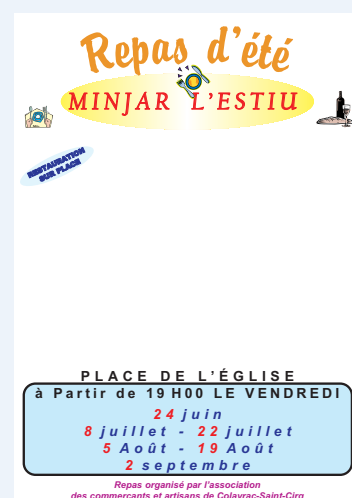 Repas d'été
MINJAR L'ESTIU
RESTAURATION
SUR PLACE
PLACE DE L'ÉGLISE
à Partir de 19 H00 LE VENDREDI
24 juin
8 juillet - 22 juillet
5 Août - 19 Août
2 septembre
Repas organisé par l'association
des commerçants et artisans de Colayrac-Saint-Cirq